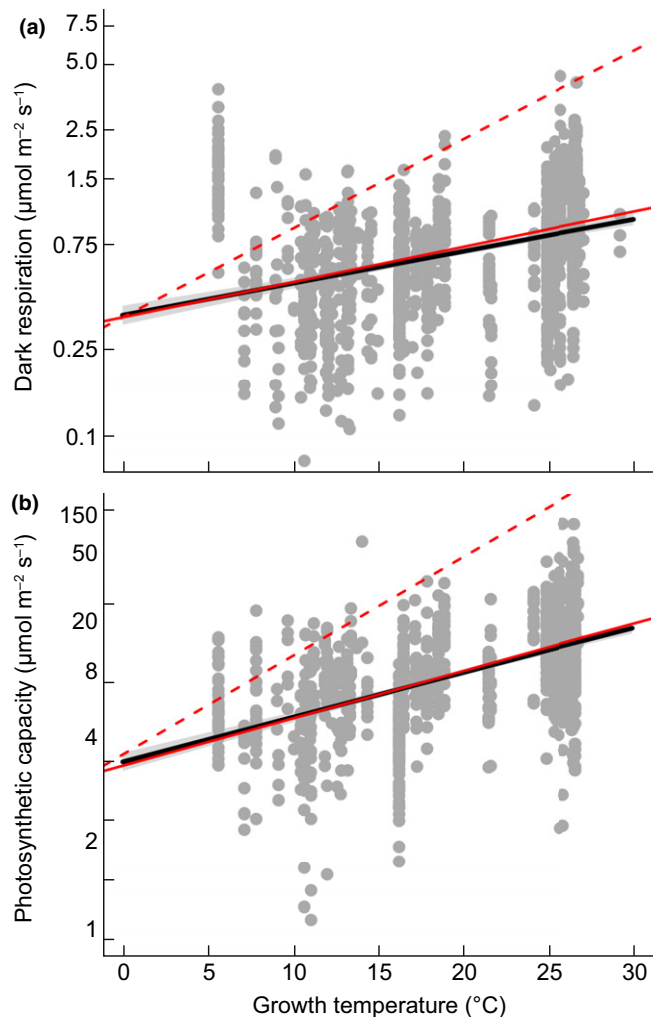 (a)
7.5
5.0
2.5
1.5
0.75
0.25
0.1
Dark respiration (µmol m⁻² s⁻¹)
(b)
150
50
20
8
4
2
1
Photosynthetic capacity (µmol m⁻² s⁻¹)
0 5 10 15 20 25 30
Growth temperature (°C)